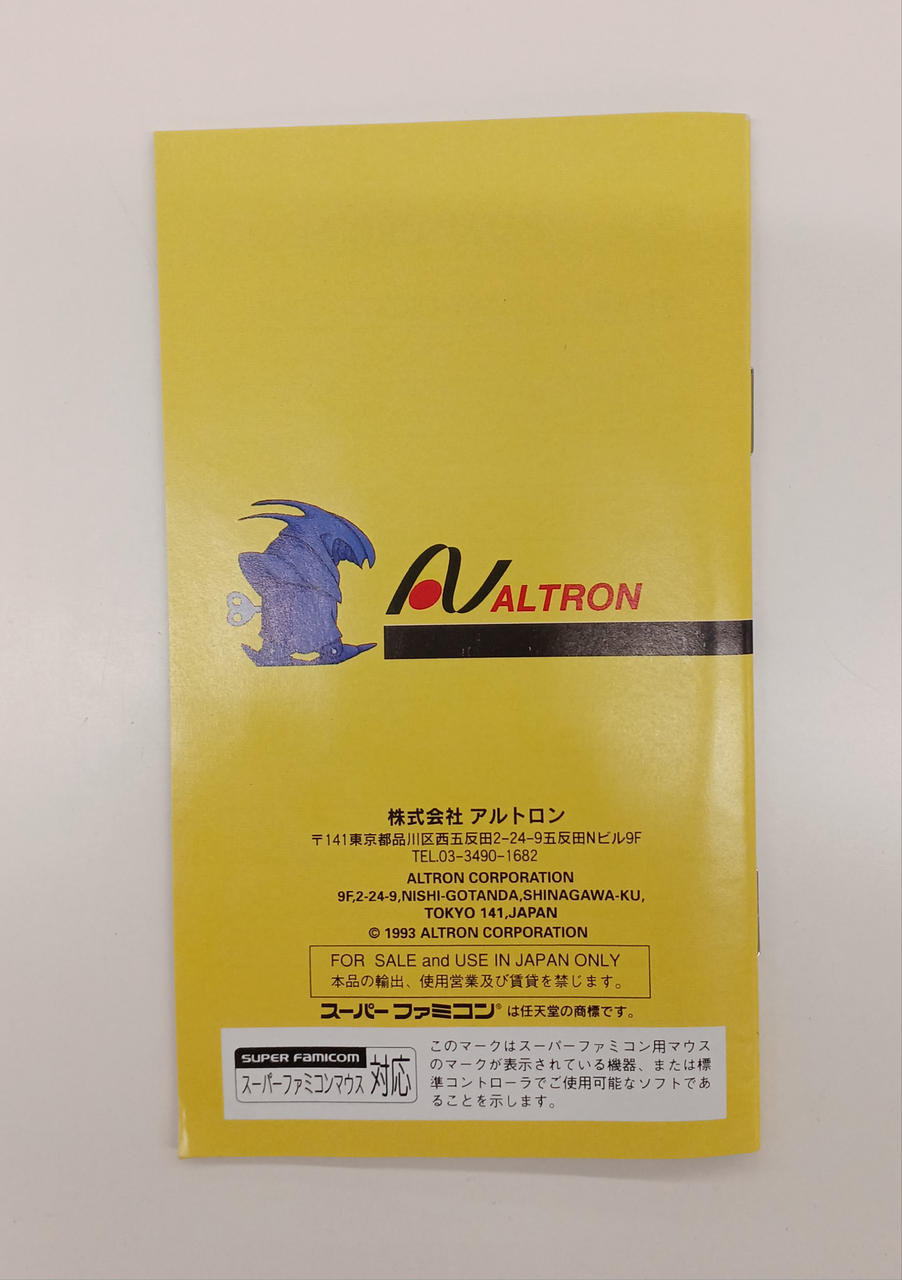 ALTRON
株式会社 アルトロン
〒141東京都品川区西五反田2-24-9五反田Nビル9F
TEL.03-3490-1682
ALTRON CORPORATION
9F,2-24-9,NISHI-GOTANDA,SHINAGAWA-KU,
TOKYO 141,JAPAN
© 1993 ALTRON CORPORATION
FOR SALE and USE IN JAPAN ONLY
本品の輸出、使用営業及び賃貸を禁じます。
スーパーファミコン®は任天堂の商標です。
SUPER FAMICOM
スーパーファミコンマウス 対応
このマークはスーパーファミコン用マウス
のマークが表示されている機器、または標
準コントローラでご使用可能なソフトであ
ることを示します。